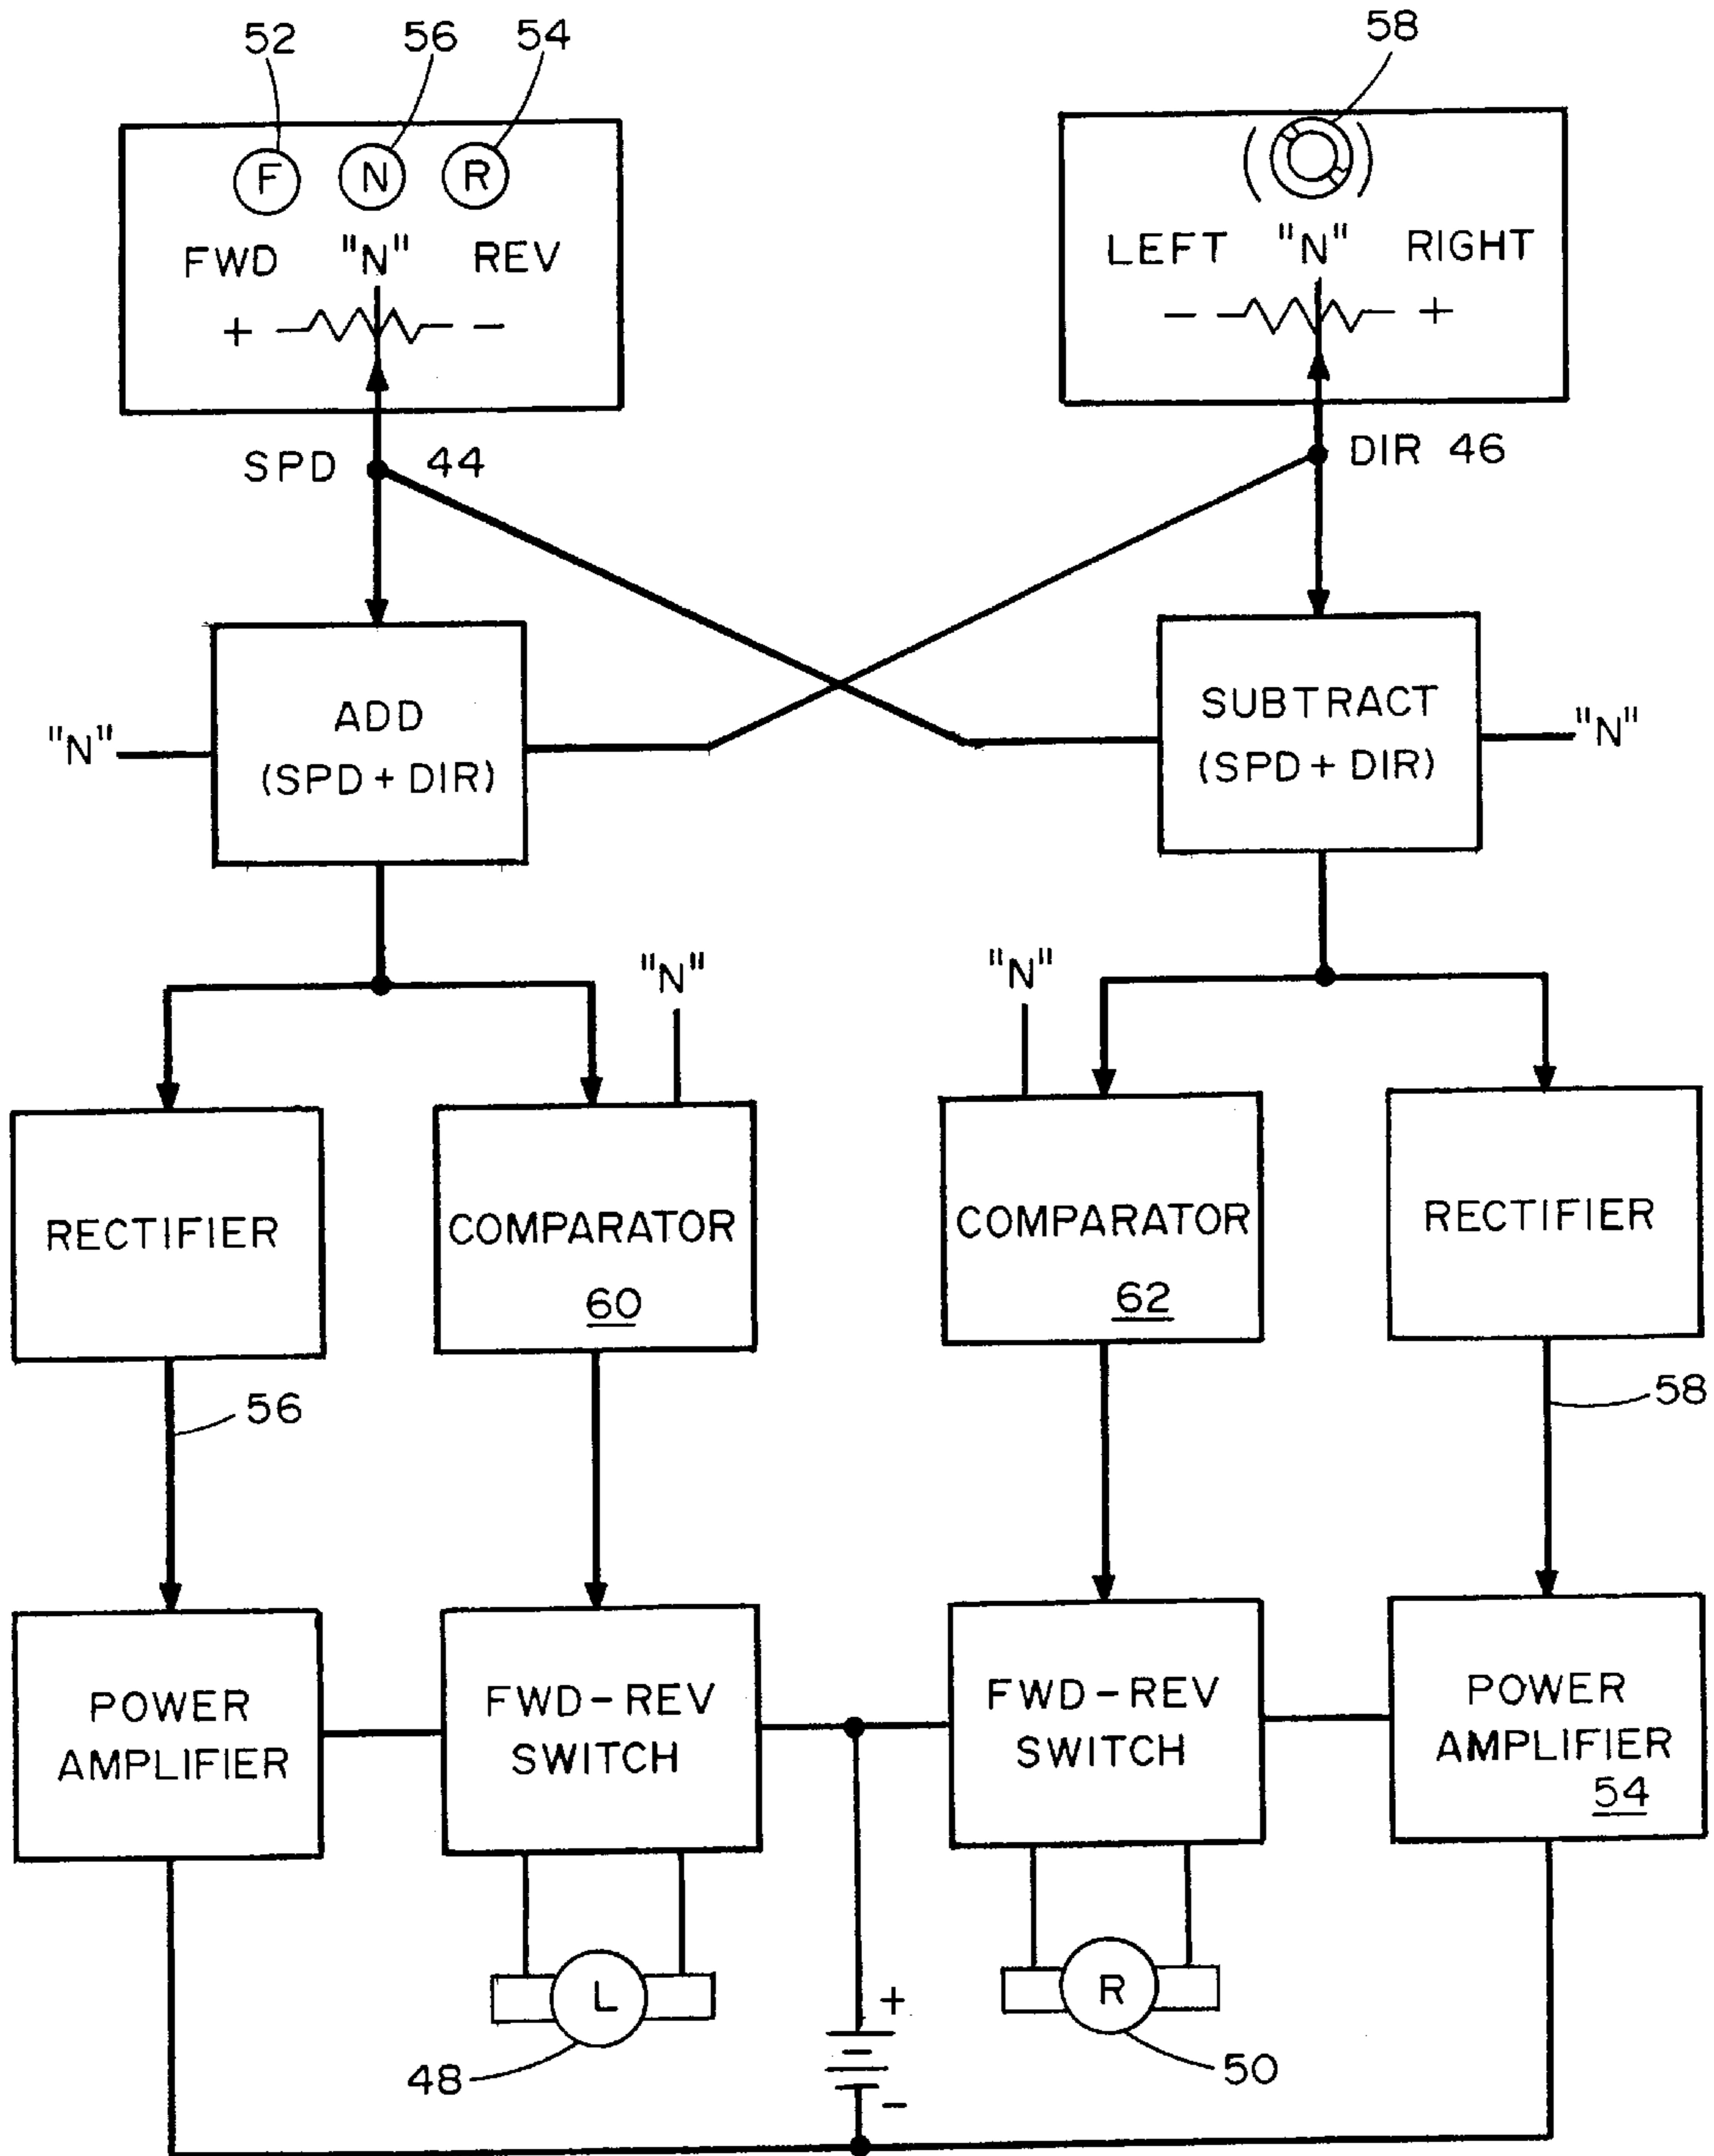 52 56 54 58
F N R
FWD "N" REV
LEFT "N" RIGHT
+ -
- +
SPD 44
DIR 46
"N"
ADD
(SPD + DIR)
SUBTRACT
(SPD + DIR)
"N"
"N"
"N"
RECTIFIER
COMPARATOR
60
COMPARATOR
62
RECTIFIER
56
58
POWER
AMPLIFIER
FWD-REV
SWITCH
FWD-REV
SWITCH
POWER
AMPLIFIER
54
L
R
+
48
50
-